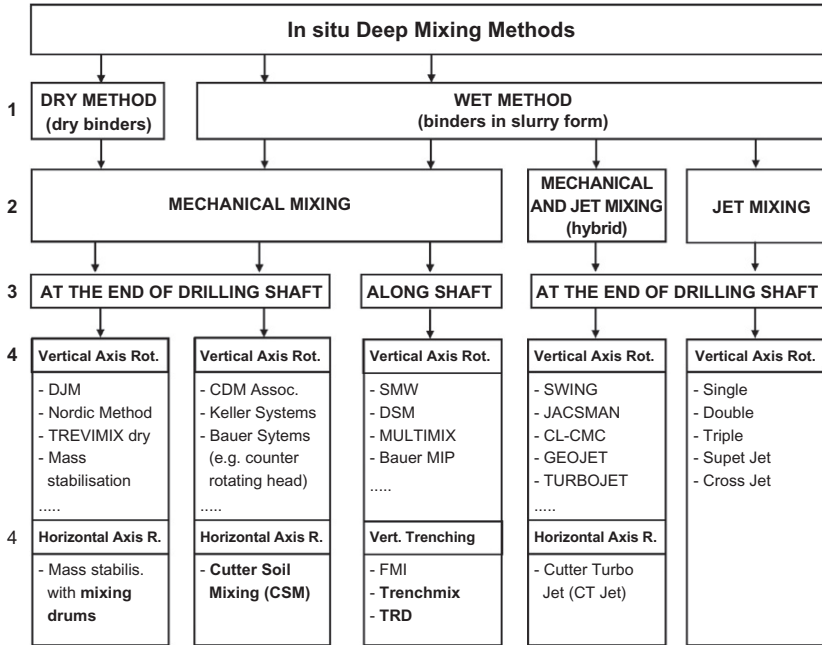 In situ Deep Mixing Methods
1
DRY METHOD
(dry binders)
WET METHOD
(binders in slurry form)
2
MECHANICAL MIXING
MECHANICAL
AND JET MIXING
(hybrid)
JET MIXING
3
AT THE END OF DRILLING SHAFT
ALONG SHAFT
AT THE END OF DRILLING SHAFT
4
Vertical Axis Rot.
- DJM
- Nordic Method
- TREVIMIX dry
- Mass
stabilisation
.....
Vertical Axis Rot.
- CDM Assoc.
- Keller Systems
- Bauer Sytems
(e.g. counter
rotating head)
.....
Vertical Axis Rot.
- SMW
- DSM
- MULTIMIX
- Bauer MIP
.....
Vertical Axis Rot.
- SWING
- JACSMAN
- CL-CMC
- GEOJET
- TURBOJET
.....
Vertical Axis Rot.
- Single
- Double
- Triple
- Supet Jet
- Cross Jet
4
Horizontal Axis R.
- Mass stabilis.
with mixing
drums
Horizontal Axis R.
- Cutter Soil
Mixing (CSM)
Vert. Trenching
- FMI
- Trenchmix
- TRD
Horizontal Axis R.
- Cutter Turbo
Jet (CT Jet)